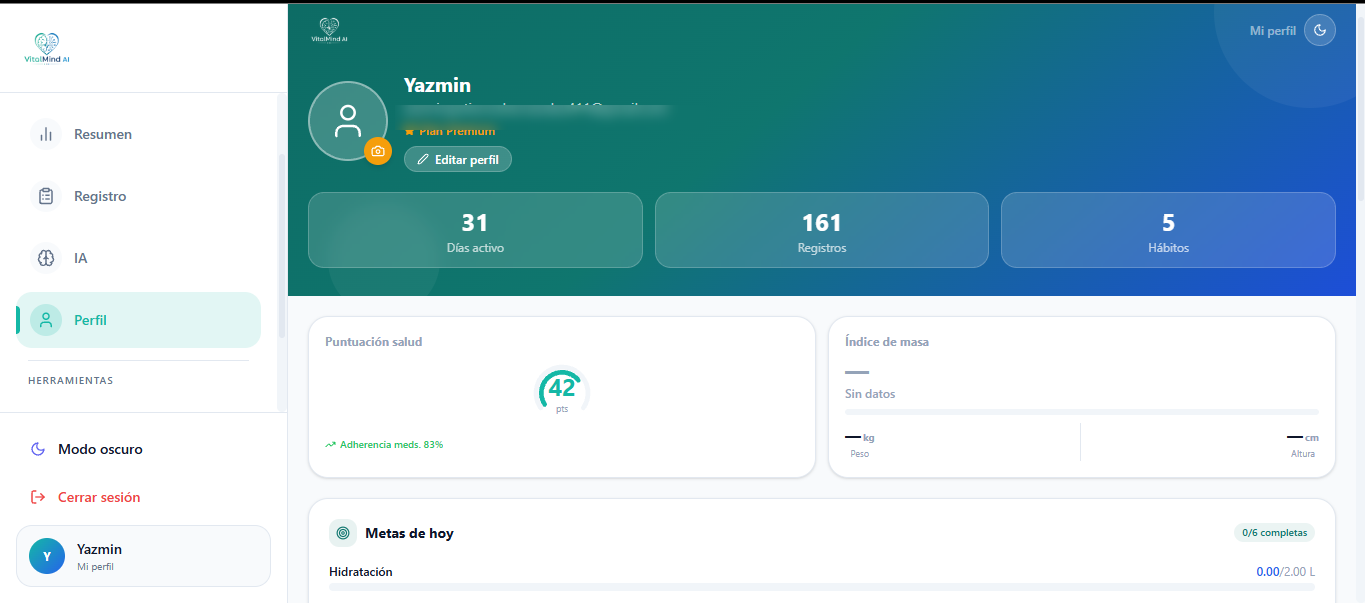 VitalMind AI
Resumen
Registro
IA
Perfil
HERRAMIENTAS
Modo oscuro
Cerrar sesión
Y
Yazmin
Mi perfil
VitalMind AI
Mi perfil
Yazmin
Plan Premium
Editar perfil
31
Días activo
161
Registros
5
Hábitos
Puntuación salud
42
pts
Adherencia meds. 83%
Índice de masa
—
Sin datos
— kg
Peso
— cm
Altura
Metas de hoy
0/6 completas
Hidratación
0.00/2.00 L